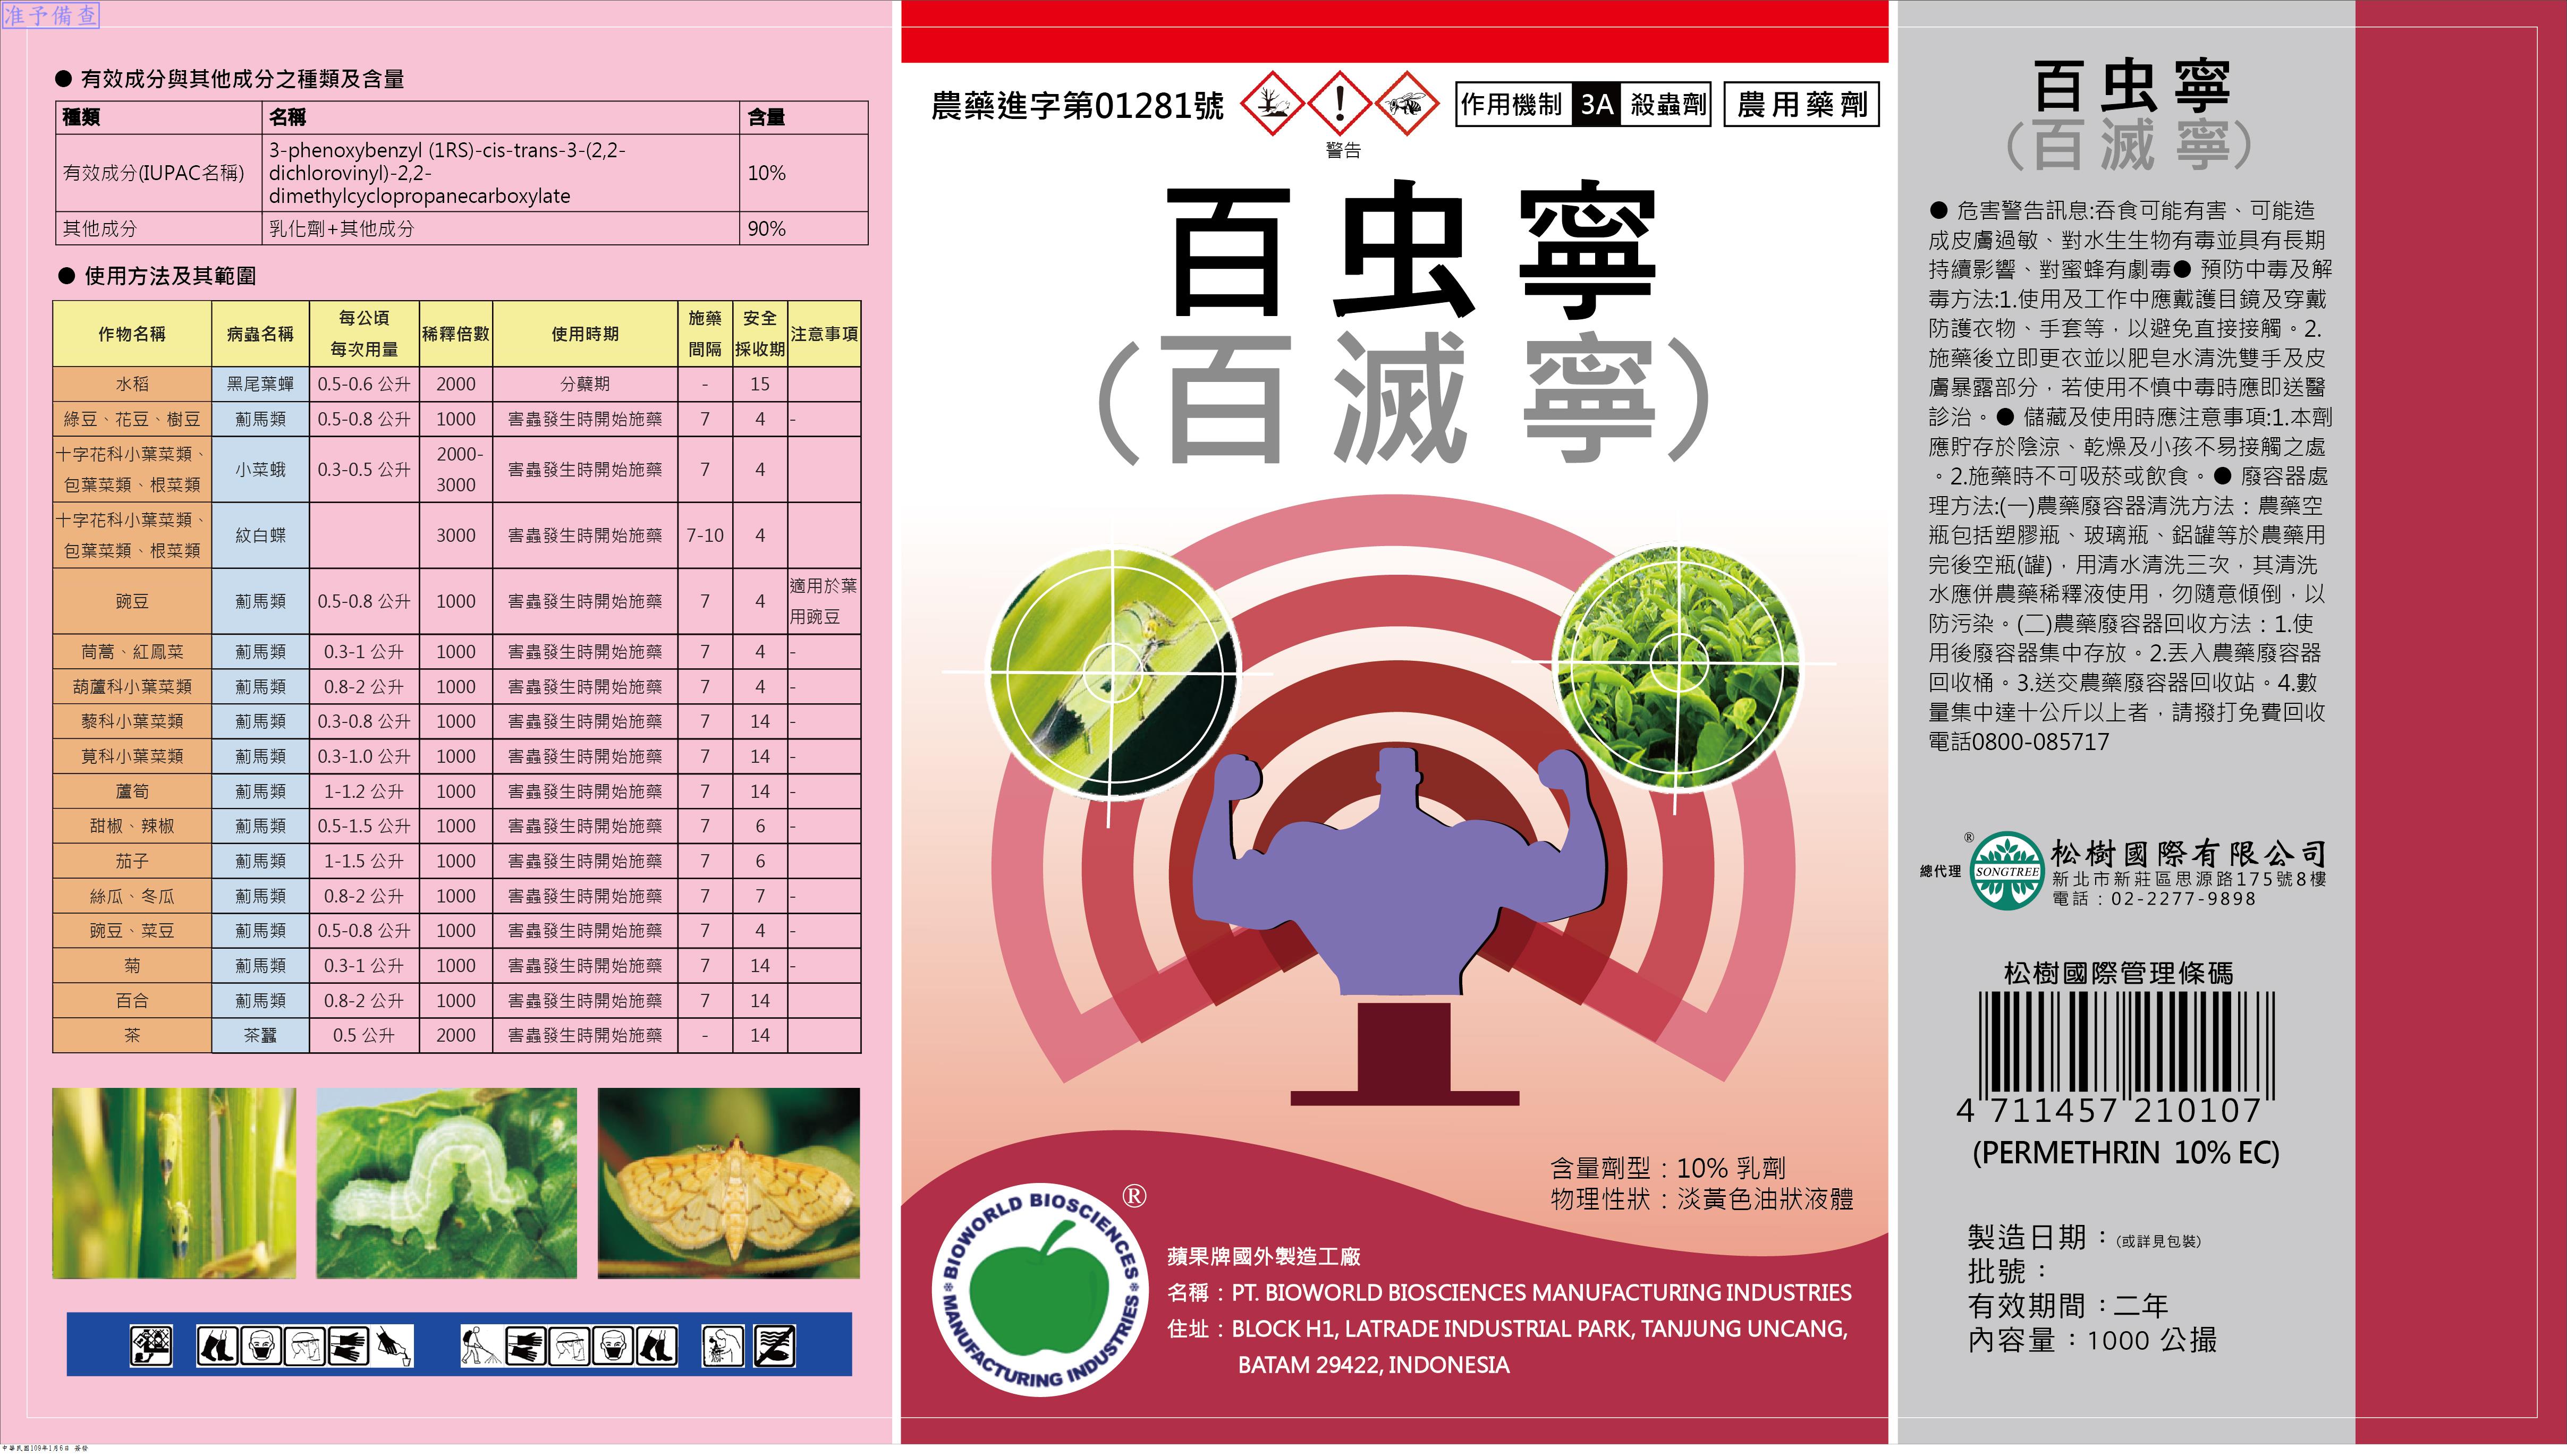 准予備查
● 有效成分與其他成分之種類及含量
種類 名稱 含量
有效成分(IUPAC名稱) 3-phenoxybenzyl (1RS)-cis-trans-3-(2,2-
dichlorovinyl)-2,2-
dimethylcyclopropanecarboxylate 10%
其他成分 乳化劑+其他成分 90%
● 使用方法及其範圍
作物名稱 病蟲名稱 每公頃每次用量 稀釋倍數 使用時期 施藥間隔 安全採收期 注意事項
水稻 黑尾葉蟬 0.5-0.6 公升 2000 分蘗期 - 15
綠豆、花豆、樹豆 薊馬類 0.5-0.8 公升 1000 害蟲發生時開始施藥 7 4 -
十字花科小葉菜類、包葉菜類、根菜類 小菜蛾 0.3-0.5 公升 2000-3000 害蟲發生時開始施藥 7 4
十字花科小葉菜類、包葉菜類、根菜類 紋白蝶 3000 害蟲發生時開始施藥 7-10 4
豌豆 薊馬類 0.5-0.8 公升 1000 害蟲發生時開始施藥 7 4 適用於葉用豌豆
茼蒿、紅鳳菜 薊馬類 0.3-1 公升 1000 害蟲發生時開始施藥 7 4 -
葫蘆科小葉菜類 薊馬類 0.8-2 公升 1000 害蟲發生時開始施藥 7 4 -
藜科小葉菜類 薊馬類 0.3-0.8 公升 1000 害蟲發生時開始施藥 7 14 -
莧科小葉菜類 薊馬類 0.3-1.0 公升 1000 害蟲發生時開始施藥 7 14 -
蘆筍 薊馬類 1-1.2 公升 1000 害蟲發生時開始施藥 7 14 -
甜椒、辣椒 薊馬類 0.5-1.5 公升 1000 害蟲發生時開始施藥 7 6 -
茄子 薊馬類 1-1.5 公升 1000 害蟲發生時開始施藥 7 6
絲瓜、冬瓜 薊馬類 0.8-2 公升 1000 害蟲發生時開始施藥 7 7 -
豌豆、菜豆 薊馬類 0.5-0.8 公升 1000 害蟲發生時開始施藥 7 4 -
菊 薊馬類 0.3-1 公升 1000 害蟲發生時開始施藥 7 14 -
百合 薊馬類 0.8-2 公升 1000 害蟲發生時開始施藥 7 14
茶 茶蠶 0.5 公升 2000 害蟲發生時開始施藥 - 14
中華民國109年1月6日 簽發
農藥進字第01281號
警告
作用機制 3A 殺蟲劑
農用藥劑
百虫寧
(百滅寧)
含量劑型：10% 乳劑
物理性狀：淡黃色油狀液體
BIOWORLD BIOSCIENCES
MANUFACTURING INDUSTRIES
®
蘋果牌國外製造工廠
名稱：PT. BIOWORLD BIOSCIENCES MANUFACTURING INDUSTRIES
住址：BLOCK H1, LATRADE INDUSTRIAL PARK, TANJUNG UNCANG,
BATAM 29422, INDONESIA
百虫寧
(百滅寧)
● 危害警告訊息:吞食可能有害、可能造
成皮膚過敏、對水生生物有毒並具有長期
持續影響、對蜜蜂有劇毒● 預防中毒及解
毒方法:1.使用及工作中應戴護目鏡及穿戴
防護衣物、手套等，以避免直接接觸。2.
施藥後立即更衣並以肥皂水清洗雙手及皮
膚暴露部分，若使用不慎中毒時應即送醫
診治。● 儲藏及使用時應注意事項:1.本劑
應貯存於陰涼、乾燥及小孩不易接觸之處
。2.施藥時不可吸菸或飲食。● 廢容器處
理方法:(一)農藥廢容器清洗方法：農藥空
瓶包括塑膠瓶、玻璃瓶、鋁罐等於農藥用
完後空瓶(罐)，用清水清洗三次，其清洗
水應併農藥稀釋液使用，勿隨意傾倒，以
防污染。(二)農藥廢容器回收方法：1.使
用後廢容器集中存放。2.丟入農藥廢容器
回收桶。3.送交農藥廢容器回收站。4.數
量集中達十公斤以上者，請撥打免費回收
電話0800-085717
總代理
®
SONGTREE
松樹國際有限公司
新北市新莊區思源路175號8樓
電話：02-2277-9898
松樹國際管理條碼
4 711457 210107
(PERMETHRIN 10% EC)
製造日期：(或詳見包裝)
批號：
有效期間：二年
內容量：1000 公撮